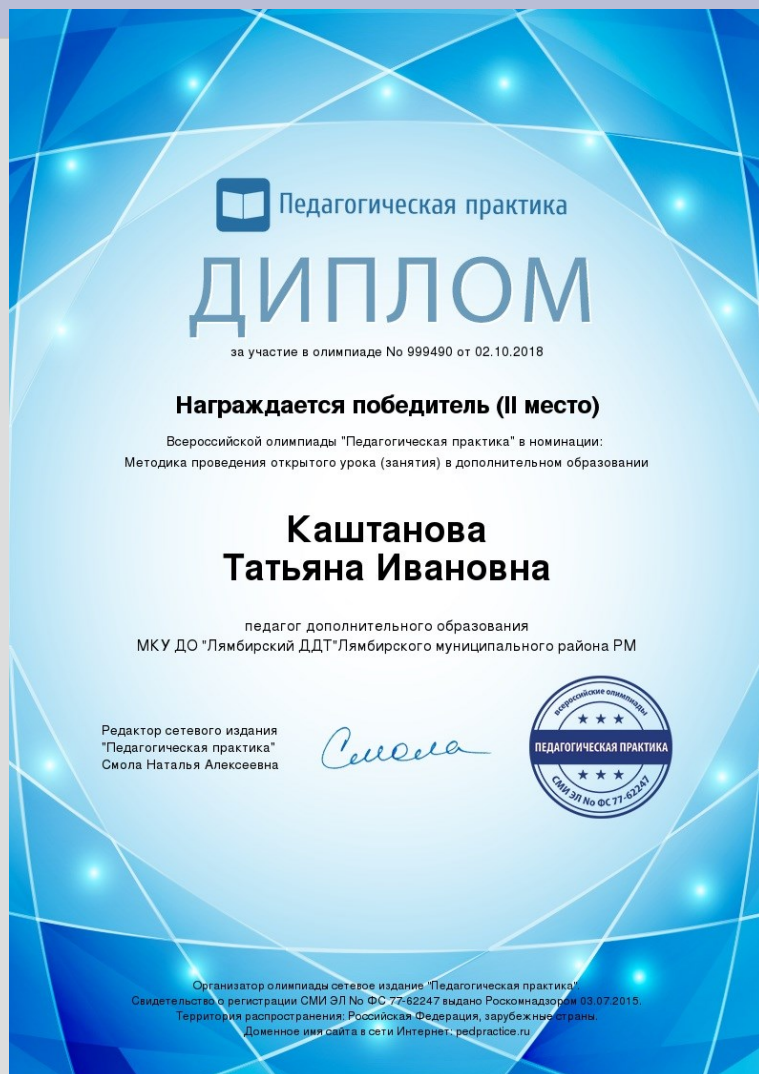 Педагогическая практика
ДИПЛОМ
за участие в олимпиаде No 999490 от 02.10.2018
Награждается победитель (II место)
Всероссийской олимпиады "Педагогическая практика" в номинации:
Методика проведения открытого урока (занятия) в дополнительном образовании
Каштанова
Татьяна Ивановна
педагог дополнительного образования
МКУ ДО "Лямбирский ДДТ"Лямбирского муниципального района РМ
Редактор сетевого издания
"Педагогическая практика"
Смола Наталья Алексеевна
Смола
всероссийские олимпиады
ПЕДАГОГИЧЕСКАЯ ПРАКТИКА
СМИ ЭЛ No ФС 77-62247
Организатор олимпиады сетевое издание "Педагогическая практика".
Свидетельство о регистрации СМИ ЭЛ No ФС 77-62247 выдано Роскомнадзором 03.07.2015.
Территория распространения: Российская Федерация, зарубежные страны.
Доменное имя сайта в сети Интернет: pedpractice.ru